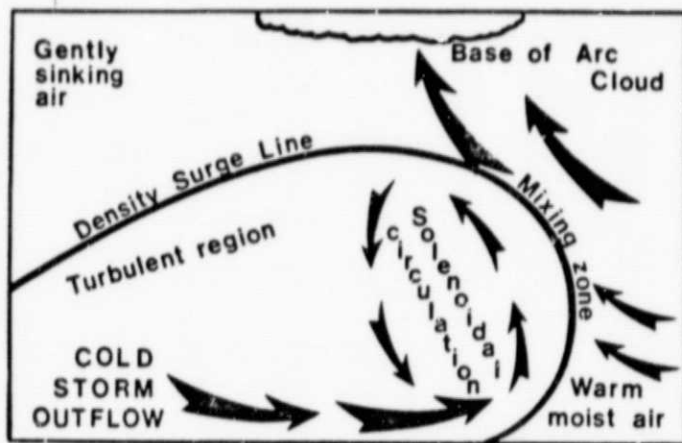 Gently
sinking
air
Base of Arc
Cloud
Density Surge Line
Mixing zone
Turbulent region
Solenoidal
circulation
COLD
STORM
OUTFLOW
Warm
moist air